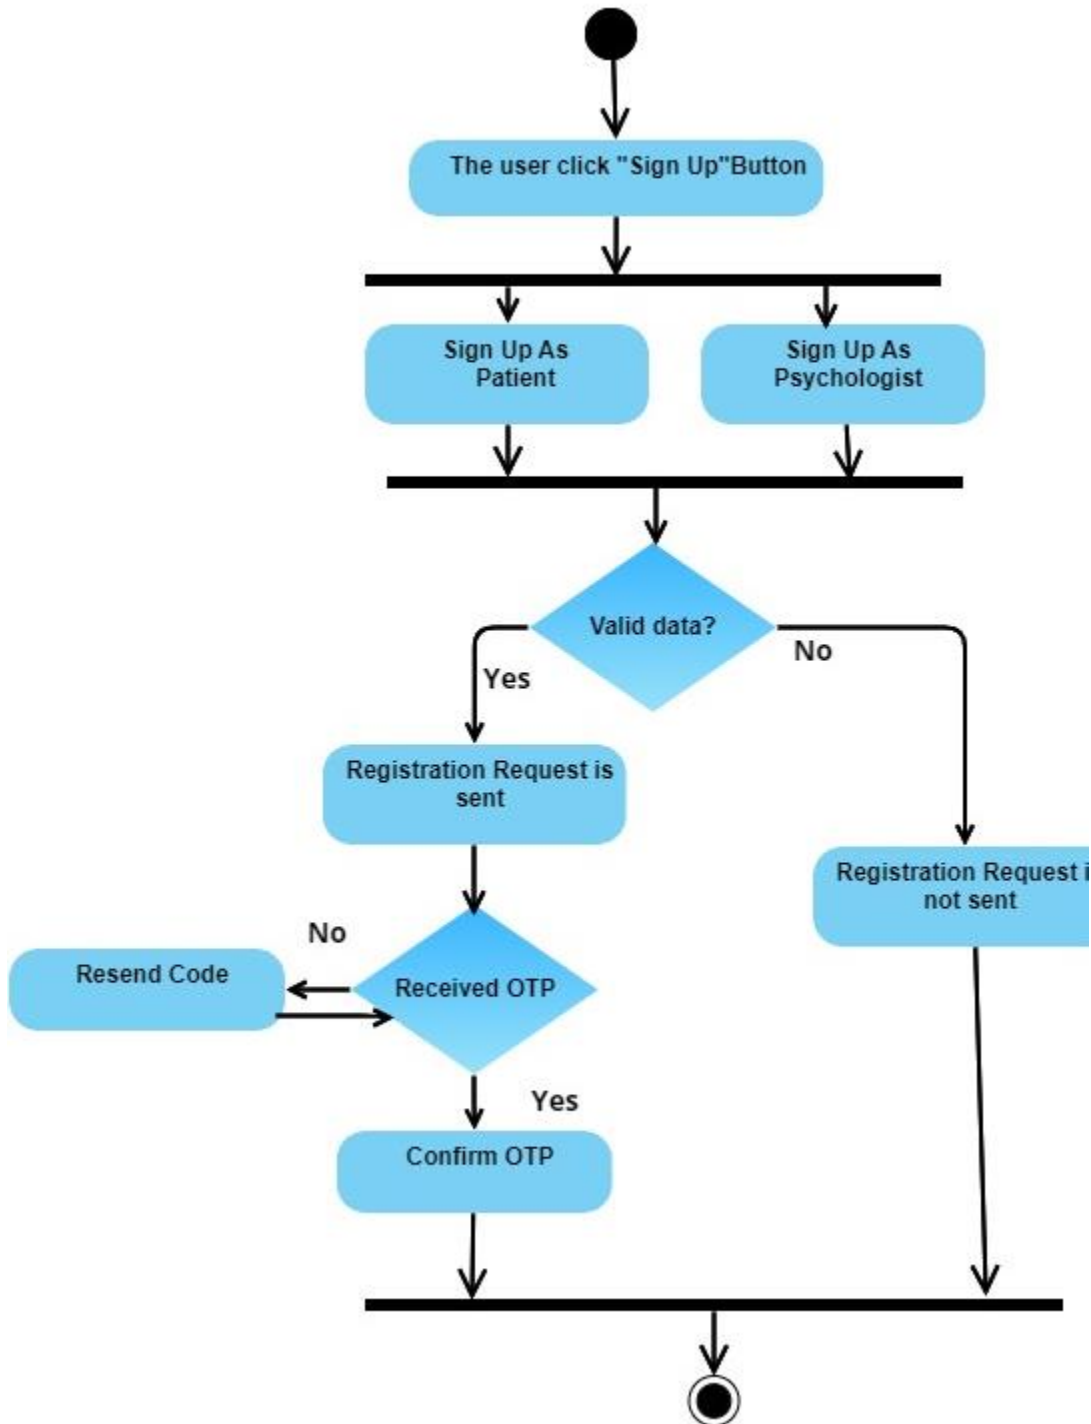 The user click "Sign Up"Button
Sign Up As
Patient
Sign Up As
Psychologist
Valid data?
Yes
No
Registration Request is
sent
Registration Request i
not sent
No
Resend Code
Received OTP
Yes
Confirm OTP